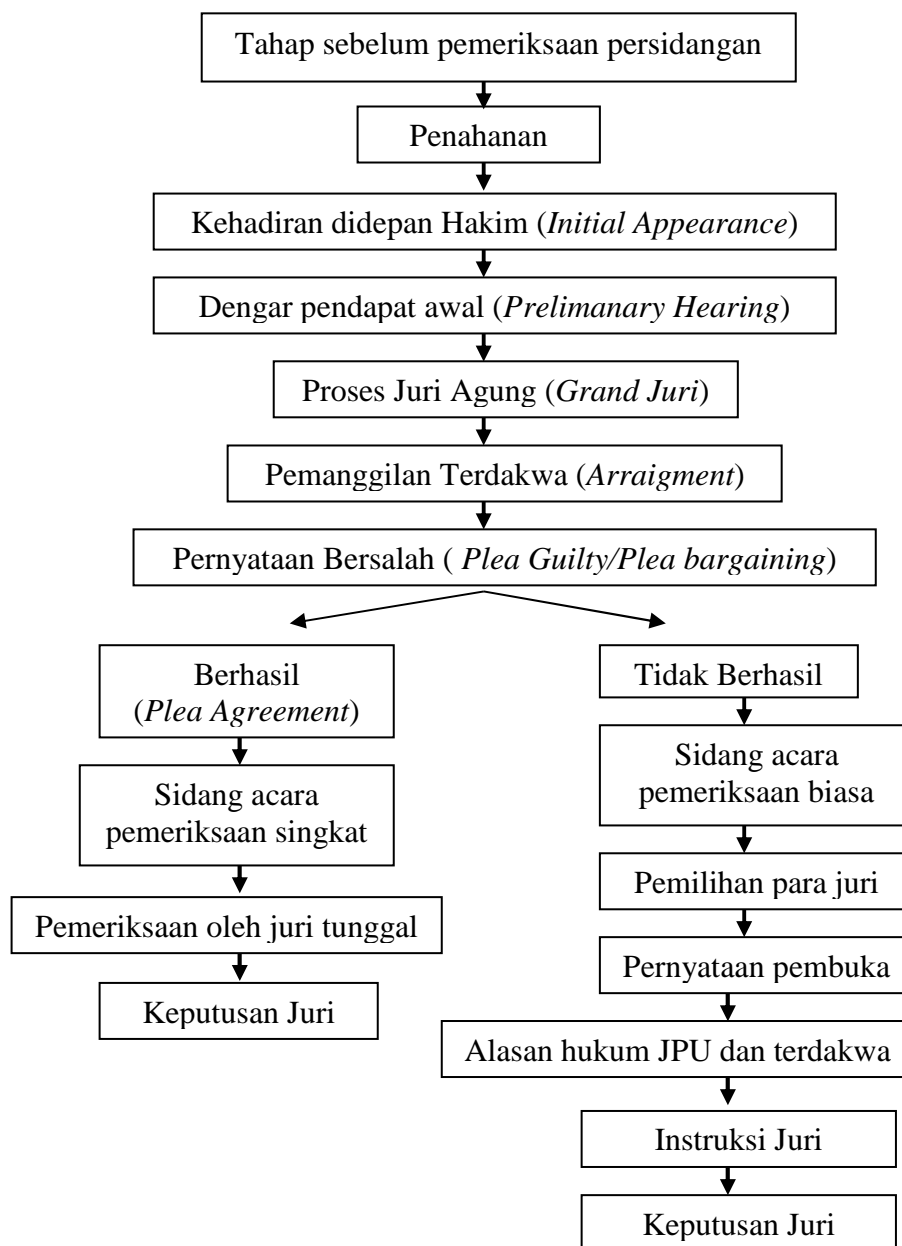 Tahap sebelum pemeriksaan persidangan
Penahanan
Kehadiran didepan Hakim (Initial Appearance)
Dengar pendapat awal (Prelimanary Hearing)
Proses Juri Agung (Grand Juri)
Pemanggilan Terdakwa (Arraigment)
Pernyataan Bersalah ( Plea Guilty/Plea bargaining)
Berhasil
(Plea Agreement)
Sidang acara
pemeriksaan singkat
Pemeriksaan oleh juri tunggal
Keputusan Juri
Tidak Berhasil
Sidang acara
pemeriksaan biasa
Pemilihan para juri
Pernyataan pembuka
Alasan hukum JPU dan terdakwa
Instruksi Juri
Keputusan Juri